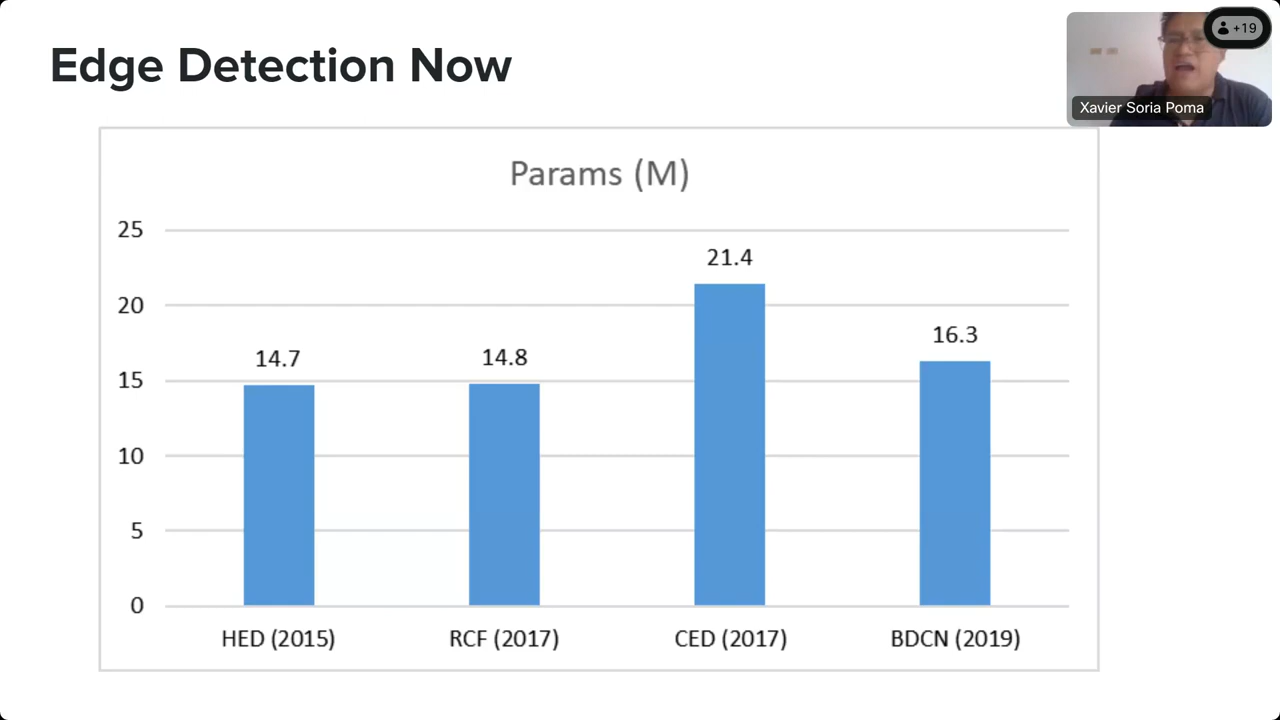 Edge Detection Now
+19
Xavier Soria Poma
Params (M)
25
20
15
10
5
0
14.7
14.8
21.4
16.3
HED (2015)
RCF (2017)
CED (2017)
BDCN (2019)